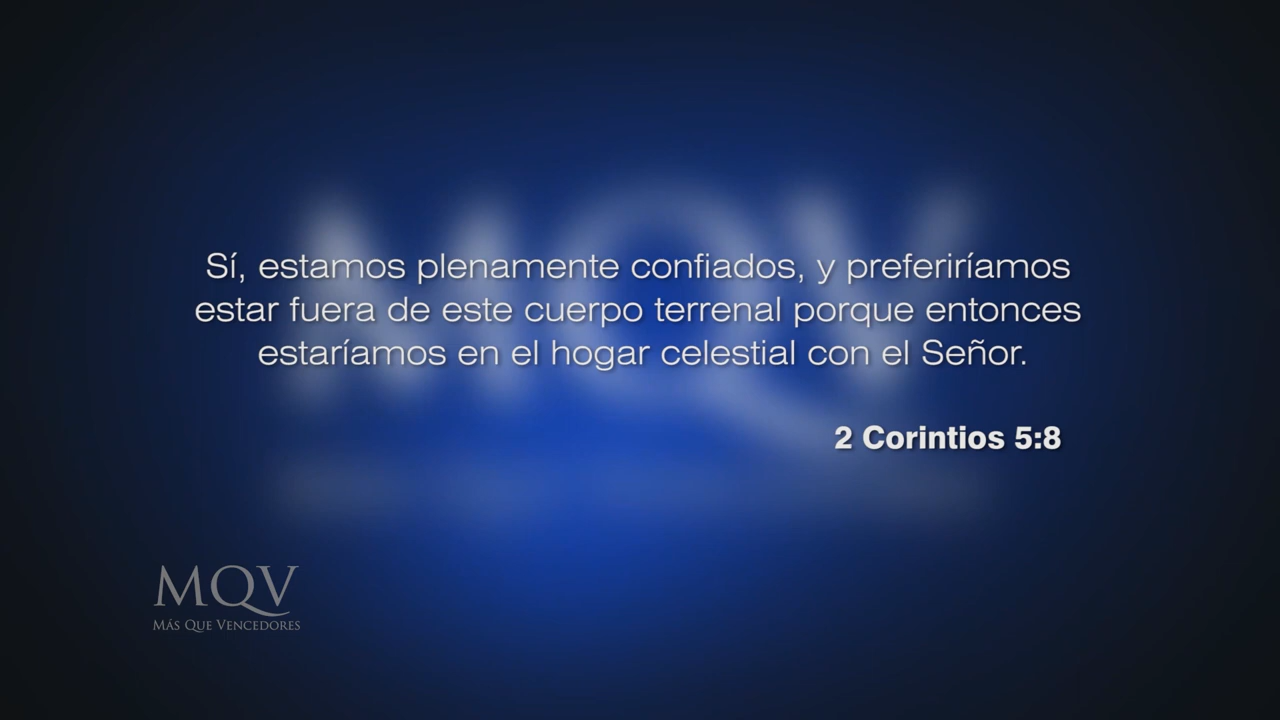 Sí, estamos plenamente confiados, y preferiríamos
estar fuera de este cuerpo terrenal porque entonces
estaríamos en el hogar celestial con el Señor.
2 Corintios 5:8
MQV
MÁS QUE VENCEDORES